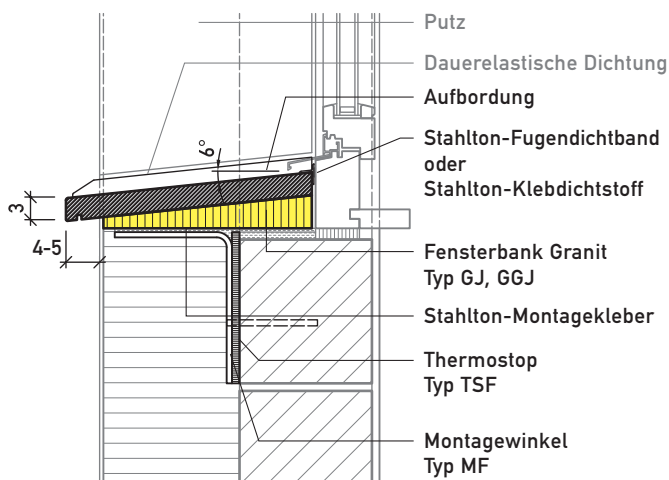 Putz
Dauerelastische Dichtung
Aufbordung
6°
Stahlton-Fugendichtband
oder
Stahlton-Klebdichtstoff
3
4-5
Fensterbank Granit
Typ GJ, GGJ
Stahlton-Montagekleber
Thermostop
Typ TSF
Montagewinkel
Typ MF